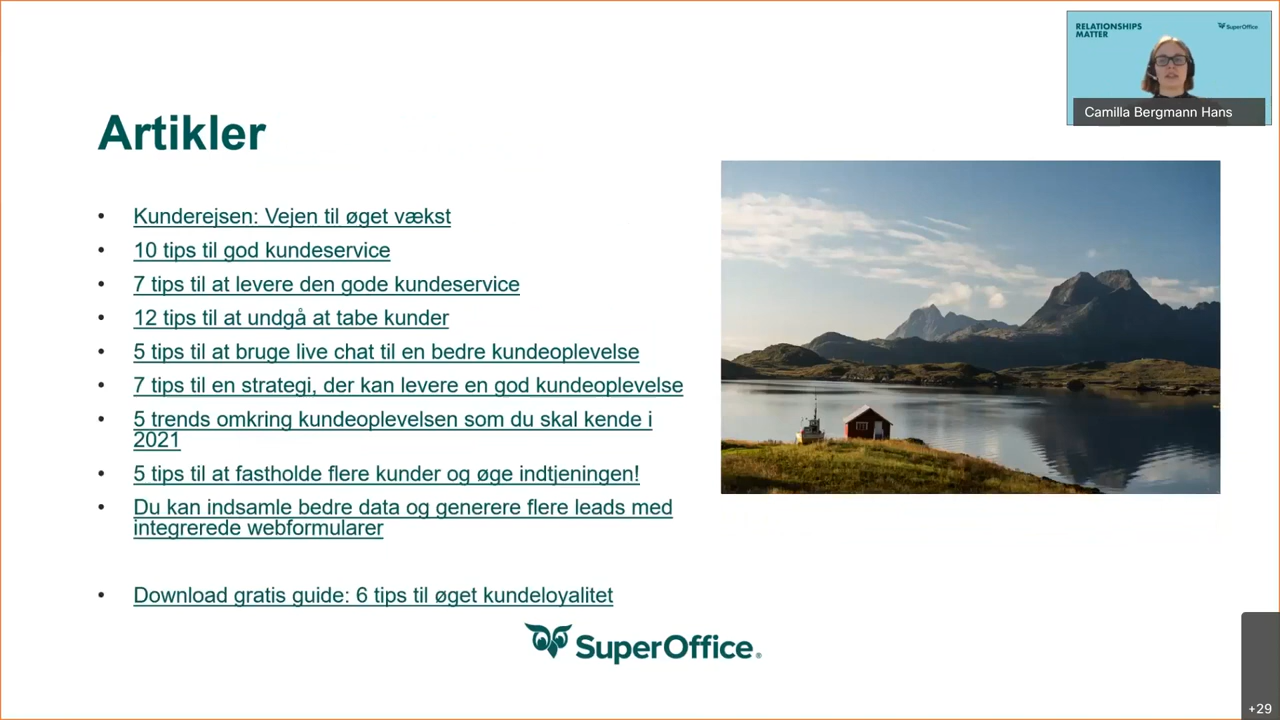 RELATIONSHIPS
MATTER
SuperOffice
Camilla Bergmann Hans
Artikler
• Kunderejsen: Vejen til øget vækst
• 10 tips til god kundeservice
• 7 tips til at levere den gode kundeservice
• 12 tips til at undgå at tabe kunder
• 5 tips til at bruge live chat til en bedre kundeoplevelse
• 7 tips til en strategi, der kan levere en god kundeoplevelse
• 5 trends omkring kundeoplevelsen som du skal kende i
2021
• 5 tips til at fastholde flere kunder og øge indtjeningen!
• Du kan indsamle bedre data og generere flere leads med
integrerede webformularer
• Download gratis guide: 6 tips til øget kundeloyalitet
SuperOffice®
+29